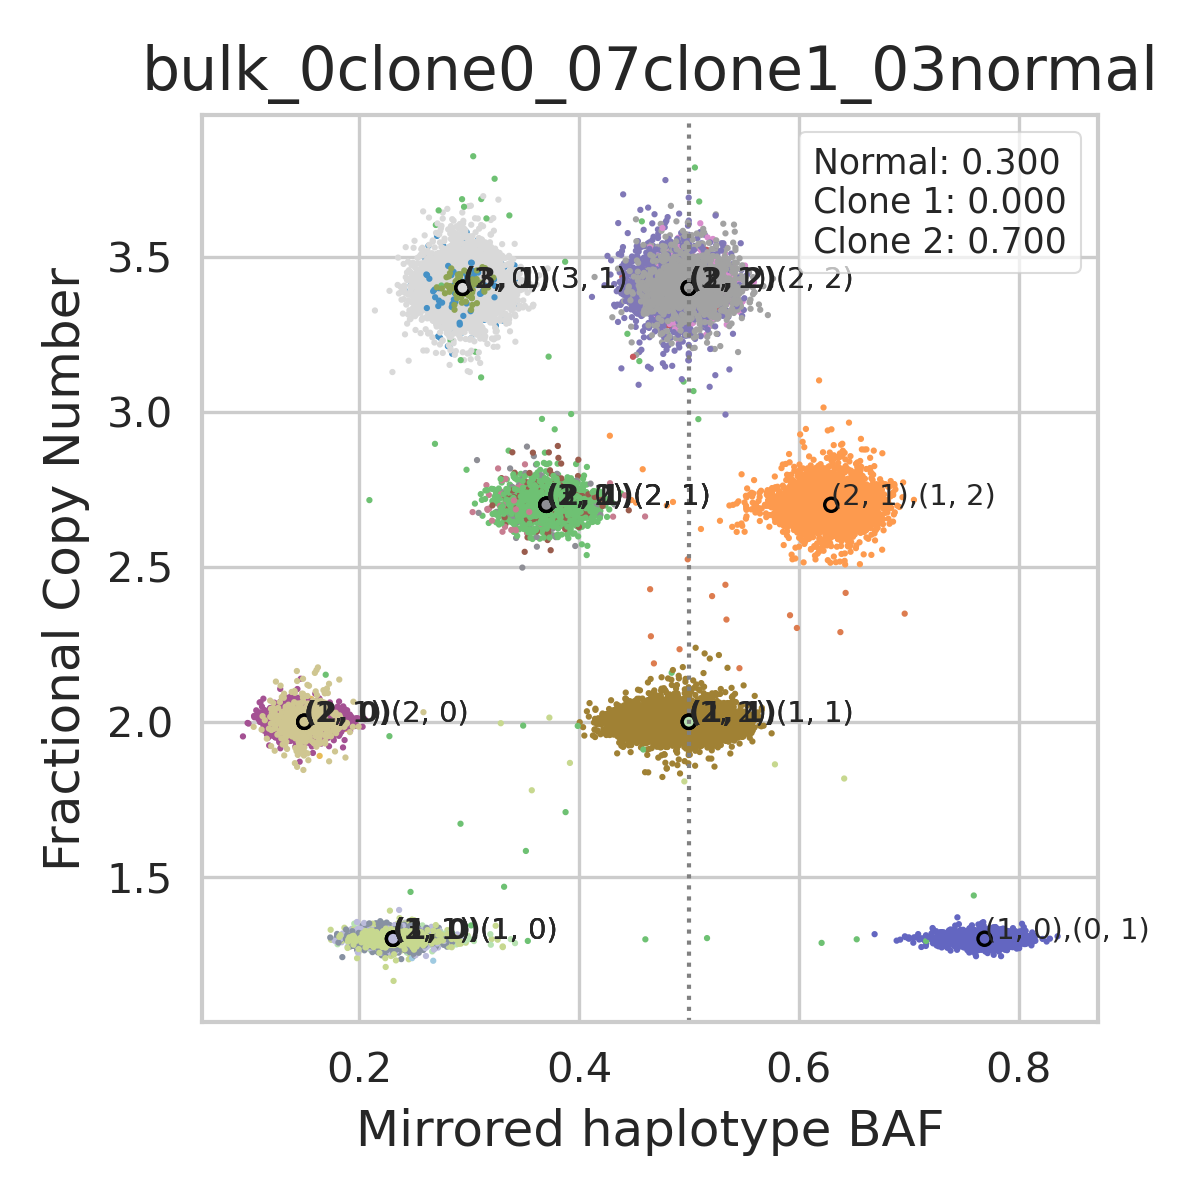 bulk_0clone0_07clone1_03normal
Normal: 0.300
Clone 1: 0.000
Clone 2: 0.700
3.5
(3, 1)
(2, 2)
3.0
(2, 1)
(2, 1),(1, 2)
2.5
2.0
(2, 0)
(1, 1)
1.5
(1, 0)
(1, 0),(0, 1)
0.2
0.4
0.6
0.8
Fractional Copy Number
Mirrored haplotype BAF